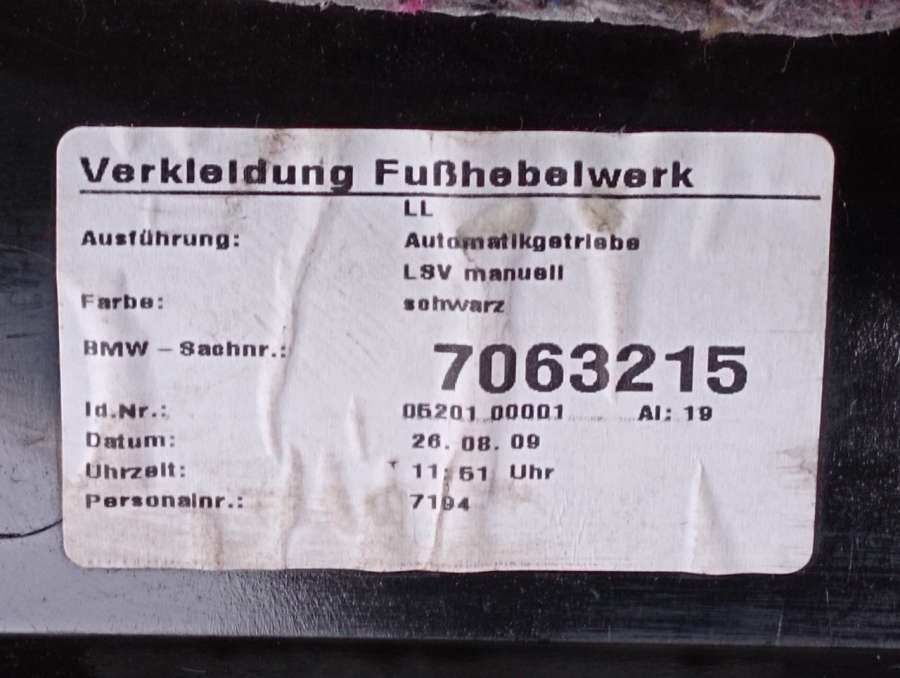 Verkleidung Fußhebelwerk
LL
Ausführung: Automatikgetriebe
LSV manuell
Farbe: schwarz
BMW - Sachnr.: 7063215
Id.Nr.: 05201 00001 AI: 19
Datum: 26. 08. 09
Uhrzeit: 11:51 Uhr
Personalnr.: 7194